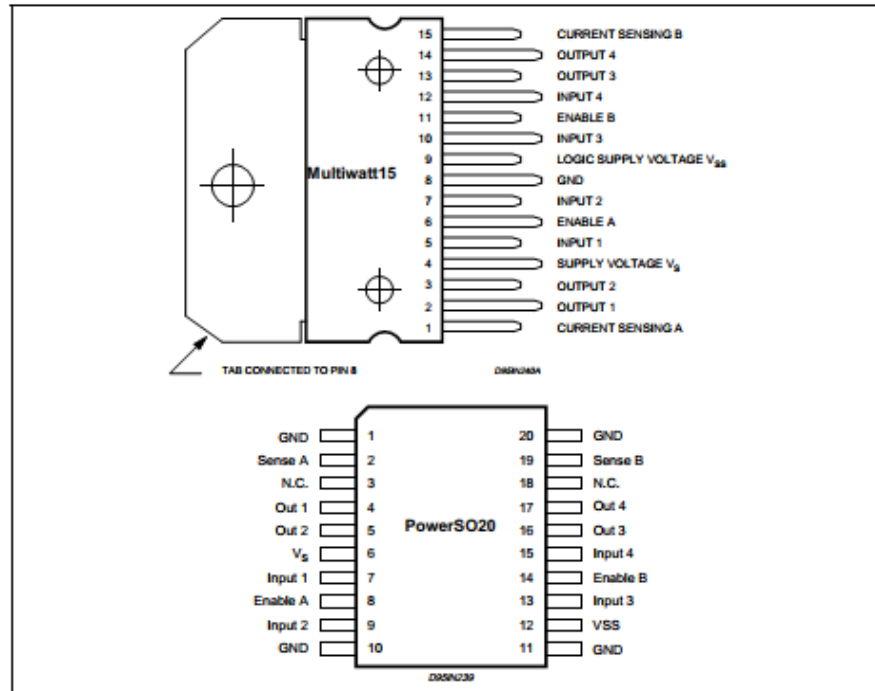 15 CURRENT SENSING B
14 OUTPUT 4
13 OUTPUT 3
12 INPUT 4
11 ENABLE B
10 INPUT 3
9 LOGIC SUPPLY VOLTAGE VSS
Multiwatt15
8 GND
7 INPUT 2
6 ENABLE A
5 INPUT 1
4 SUPPLY VOLTAGE VS
3 OUTPUT 2
2 OUTPUT 1
1 CURRENT SENSING A
TAB CONNECTED TO PIN 8
D95IN240A
GND 1 20 GND
Sense A 2 19 Sense B
N.C. 3 18 N.C.
Out 1 4 17 Out 4
Out 2 5 PowerSO20 16 Out 3
VS 6 15 Input 4
Input 1 7 14 Enable B
Enable A 8 13 Input 3
Input 2 9 12 VSS
GND 10 11 GND
D95IN239